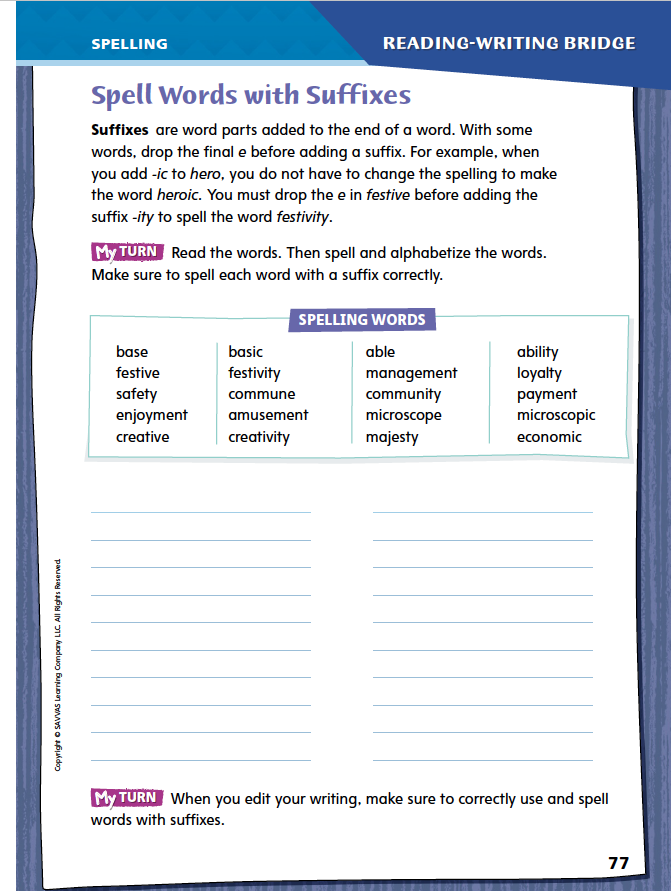 SPELLING
READING-WRITING BRIDGE
Spell Words with Suffixes
Suffixes are word parts added to the end of a word. With some
words, drop the final e before adding a suffix. For example, when
you add -ic to hero, you do not have to change the spelling to make
the word heroic. You must drop the e in festive before adding the
suffix -ity to spell the word festivity.
My TURN Read the words. Then spell and alphabetize the words.
Make sure to spell each word with a suffix correctly.
SPELLING WORDS
base basic able ability
festive festivity management loyalty
safety commune community payment
enjoyment amusement microscope microscopic
creative creativity majesty economic
Copyright © SAVVAS Learning Company LLC. All Rights Reserved.
My TURN When you edit your writing, make sure to correctly use and spell
words with suffixes.
77